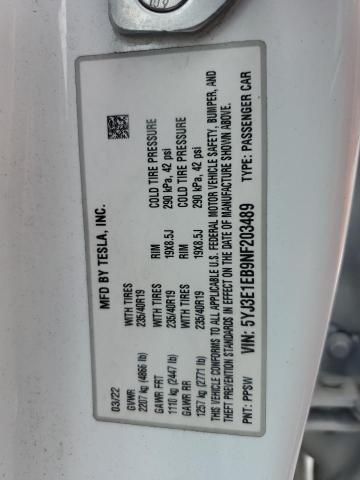 MFD BY TESLA, INC.
03/22
GVWR
2207 kg (4866 lb)
WITH TIRES
235/40R19
RIM
19X8.5J
COLD TIRE PRESSURE
290 kPa, 42 psi
GAWR FRT
1110 kg (2447 lb)
WITH TIRES
235/40R19
RIM
19X8.5J
COLD TIRE PRESSURE
290 kPa, 42 psi
GAWR RR
1257 kg (2771 lb)
WITH TIRES
235/40R19
THIS VEHICLE CONFORMS TO ALL APPLICABLE U.S. FEDERAL MOTOR VEHICLE SAFETY, BUMPER, AND
THEFT PREVENTION STANDARDS IN EFFECT ON THE DATE OF MANUFACTURE SHOWN ABOVE.
VIN: 5YJ3E1EB9NF203489
TYPE: PASSENGER CAR
PNT: PPSW